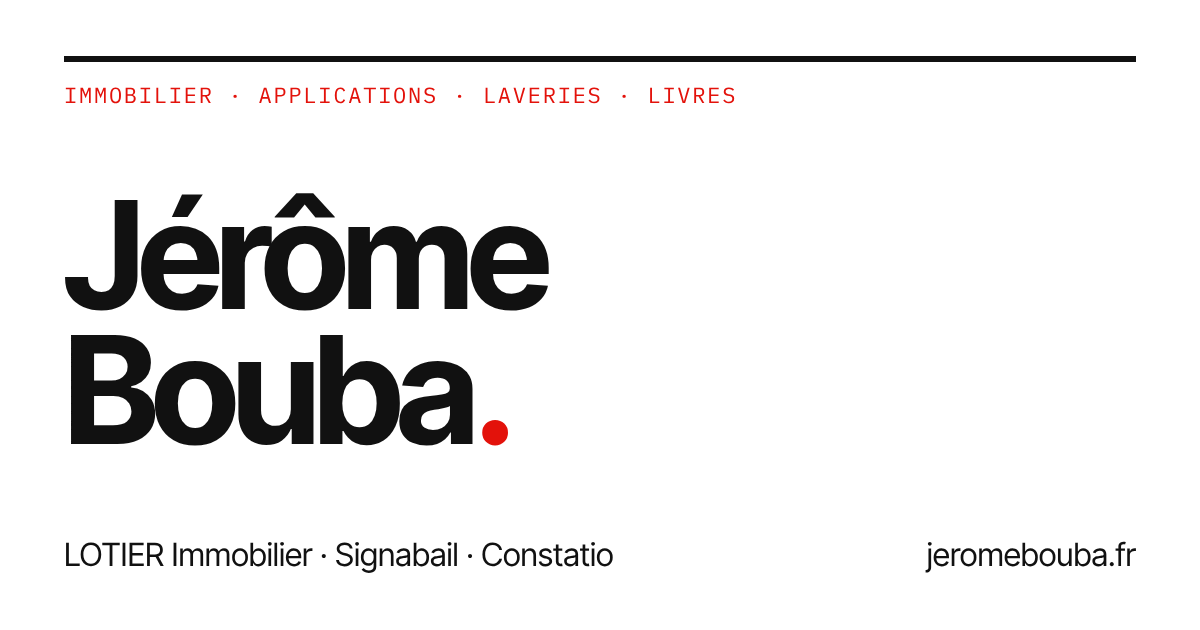 IMMOBILIER · APPLICATIONS · LAVERIES · LIVRES
Jérôme
Bouba.
LOTIER Immobilier · Signabail · Constatio
jeromebouba.fr